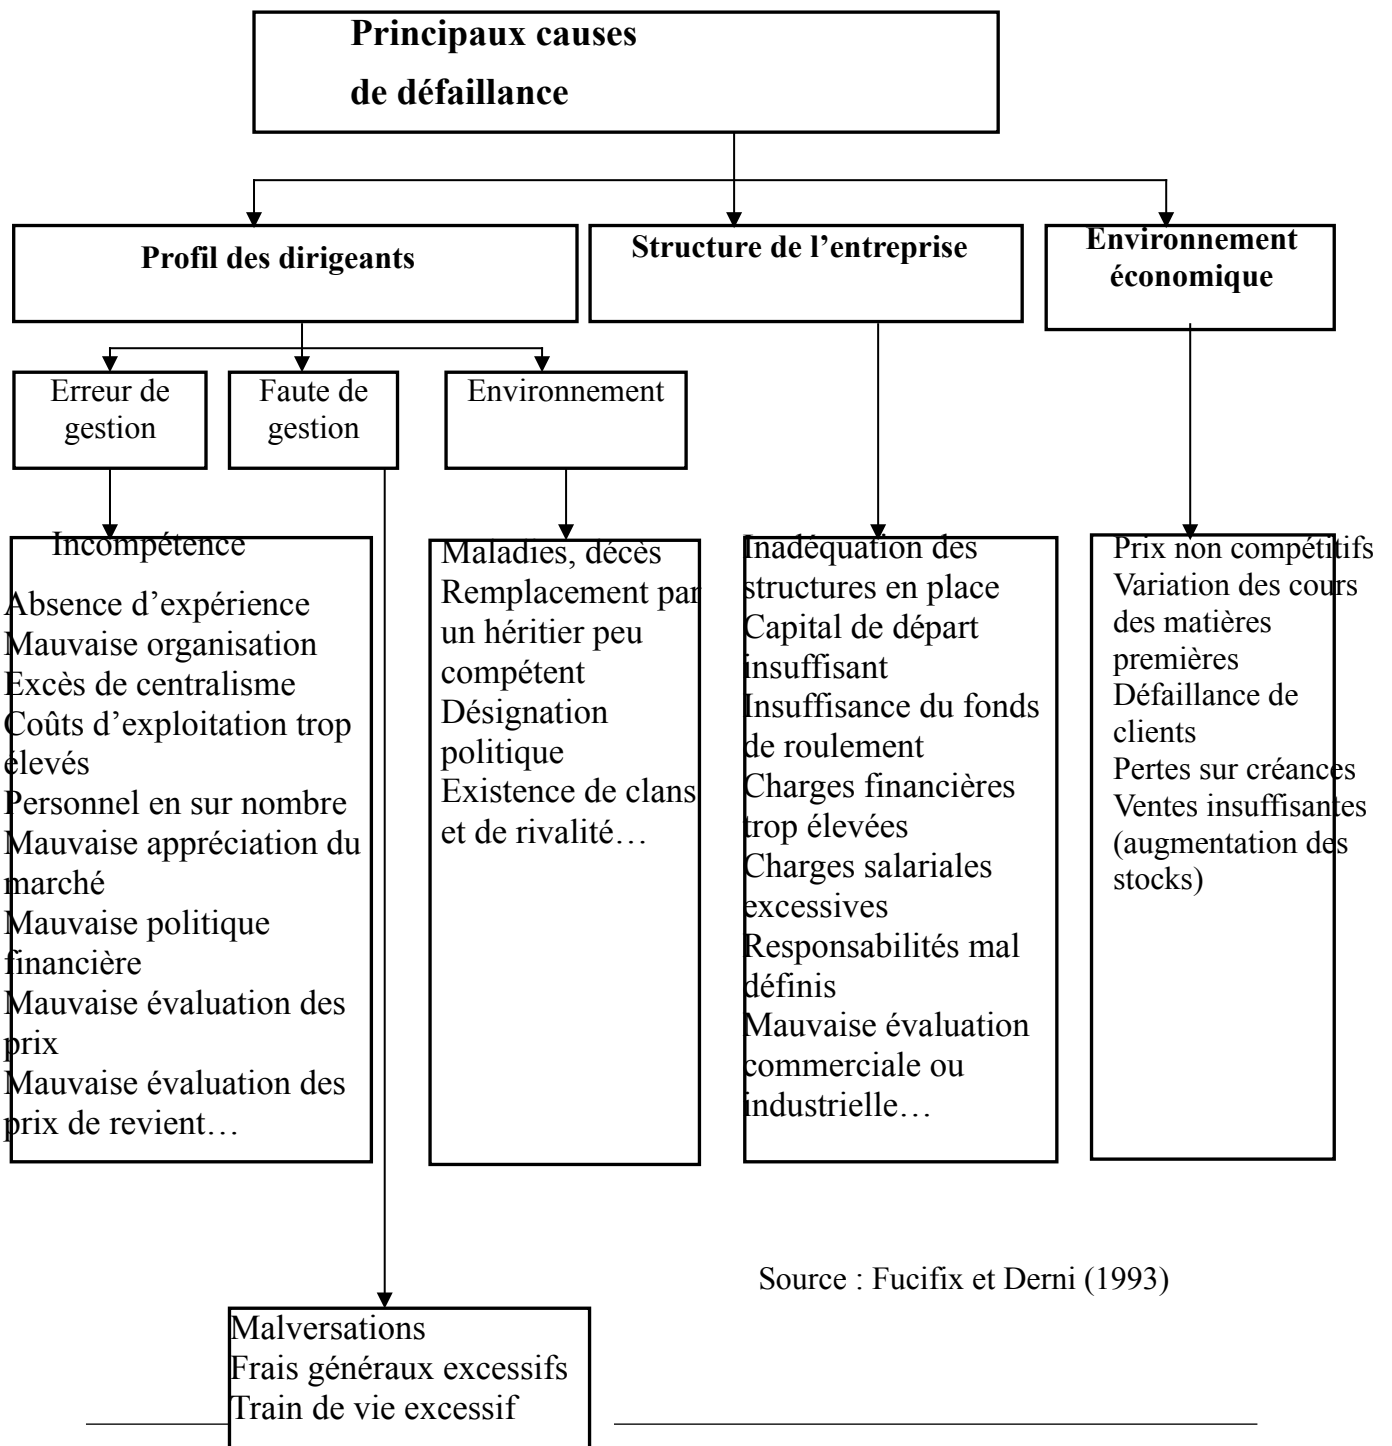 Principaux causes
de défaillance
Profil des dirigeants
Structure de l’entreprise
Environnement
économique
Erreur de
gestion
Faute de
gestion
Environnement
Incompétence
Absence d’expérience
Mauvaise organisation
Excès de centralisme
Coûts d’exploitation trop
élevés
Personnel en sur nombre
Mauvaise appréciation du
marché
Mauvaise politique
financière
Mauvaise évaluation des
prix
Mauvaise évaluation des
prix de revient…
Maladies, décès
Remplacement par
un héritier peu
compétent
Désignation
politique
Existence de clans
et de rivalité…
Inadéquation des
structures en place
Capital de départ
insuffisant
Insuffisance du fonds
de roulement
Charges financières
trop élevées
Charges salariales
excessives
Responsabilités mal
définis
Mauvaise évaluation
commerciale ou
industrielle…
Prix non compétitifs
Variation des cours
des matières
premières
Défaillance de
clients
Pertes sur créances
Ventes insuffisantes
(augmentation des
stocks)
Source : Fucifix et Derni (1993)
Malversations
Frais généraux excessifs
Train de vie excessif